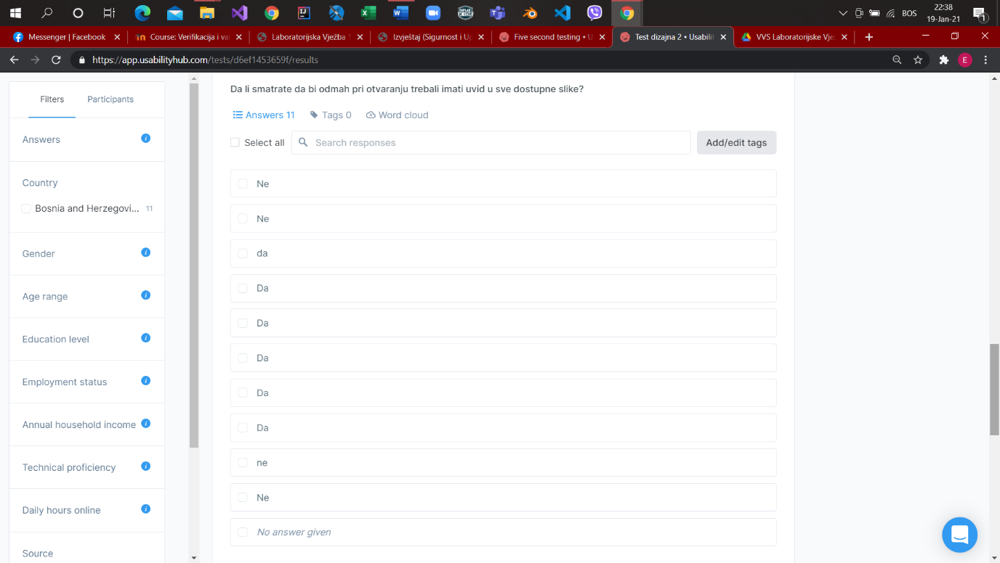 22:38
BOS
19-Jan-21
1
Messenger | Facebook
Course: Verifikacija i val
Laboratorijska Vježba 1
Izvještaj (Sigurnost i Up
Five second testing • U
Test dizajna 2 • Usabilit
VVS Laboratorijske Vje
https://app.usabilityhub.com/tests/d6ef1453659f/results
E
Filters
Participants
Answers
Country
Bosnia and Herzegovi... 11
Gender
Age range
Education level
Employment status
Annual household income
Technical proficiency
Daily hours online
Source
Da li smatrate da bi odmah pri otvaranju trebali imati uvid u sve dostupne slike?
Answers 11
Tags 0
Word cloud
Select all
Search responses
Add/edit tags
Ne
Ne
da
Da
Da
Da
Da
Da
ne
Ne
No answer given